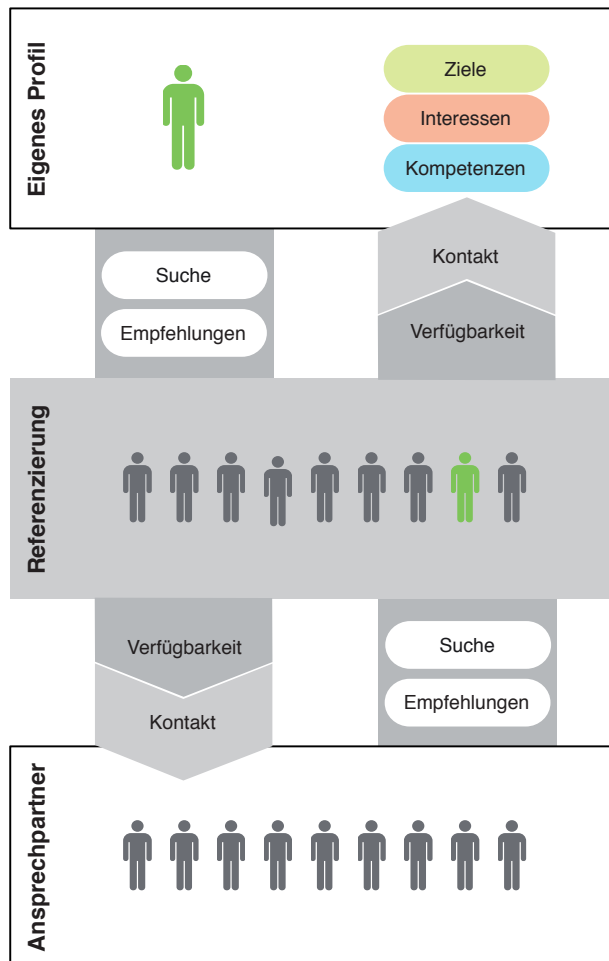 Eigenes Profil
Ziele
Interessen
Kompetenzen
Suche
Empfehlungen
Kontakt
Verfügbarkeit
Referenzierung
Verfügbarkeit
Kontakt
Suche
Empfehlungen
Ansprechpartner